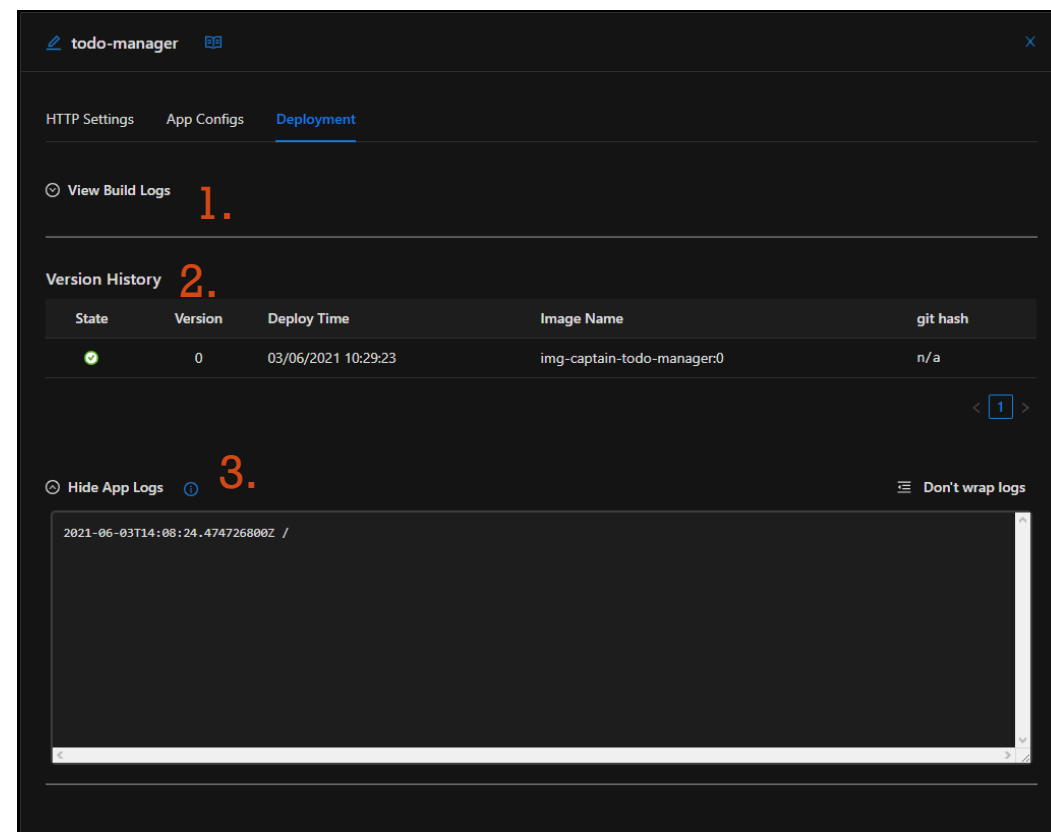 todo-manager
HTTP Settings App Configs Deployment
View Build Logs
1.
Version History
2.
State Version Deploy Time Image Name git hash
0 03/06/2021 10:29:23 img-captain-todo-manager:0 n/a
< 1 >
Hide App Logs
3.
Don't wrap logs
2021-06-03T14:08:24.474726800Z /